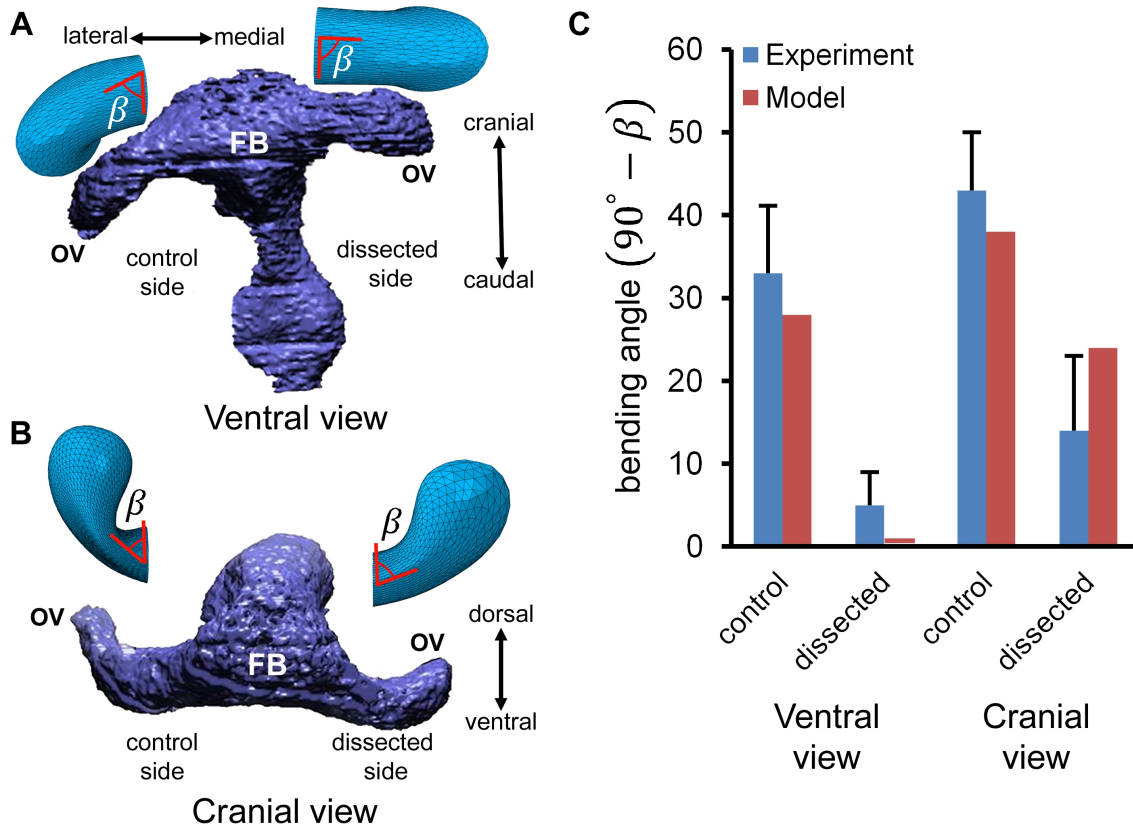 A
lateral
medial
β
β
FB
cranial
OV
OV
control
side
dissected
side
caudal
Ventral view
B
β
β
OV
OV
FB
dorsal
ventral
control
side
dissected
side
Cranial view
C
60
50
40
30
20
10
0
bending angle (90° − β)
Experiment
Model
control
dissected
control
dissected
Ventral
view
Cranial
view